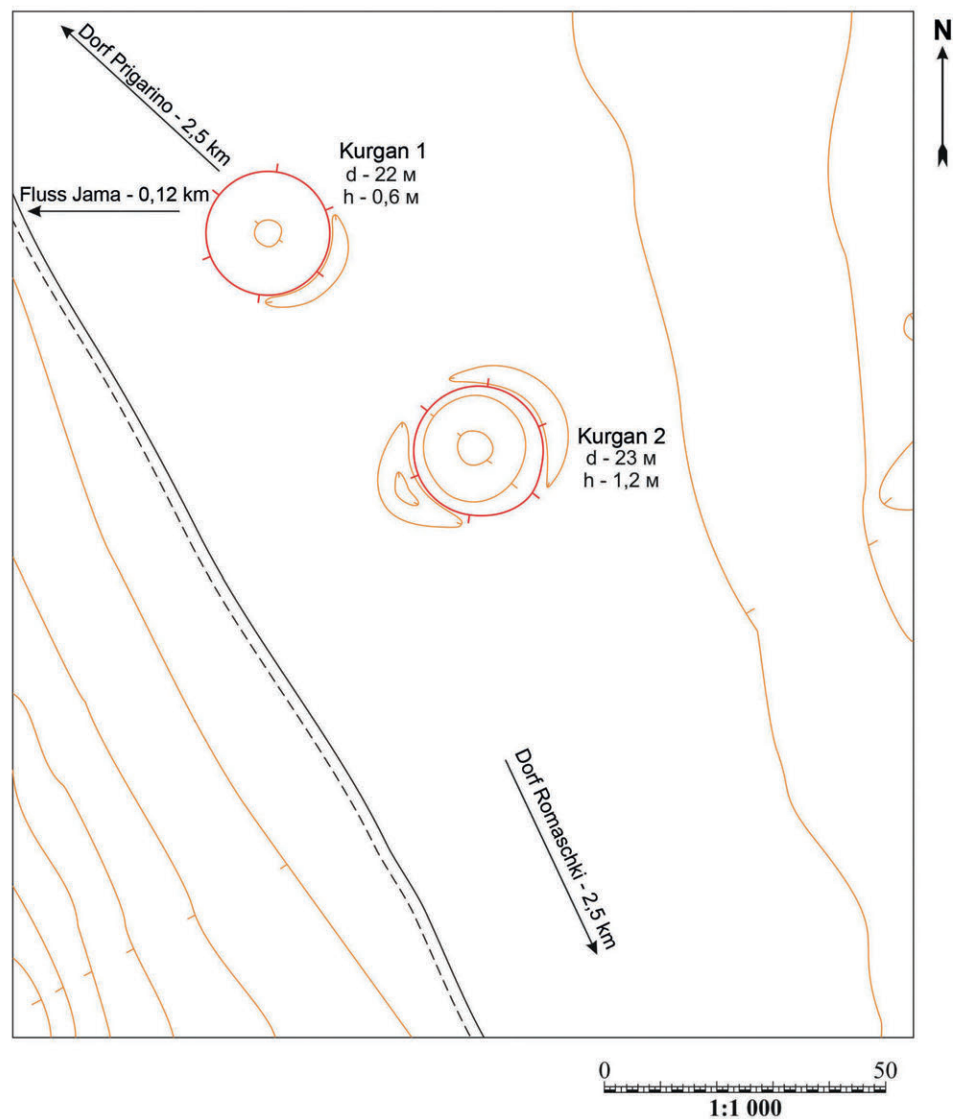 N
Dorf Prigarino - 2,5 km
Kurgan 1
d - 22 м
h - 0,6 м
Fluss Jama - 0,12 km
Kurgan 2
d - 23 м
h - 1,2 м
Dorf Romaschki - 2,5 km
0 50
1:1 000